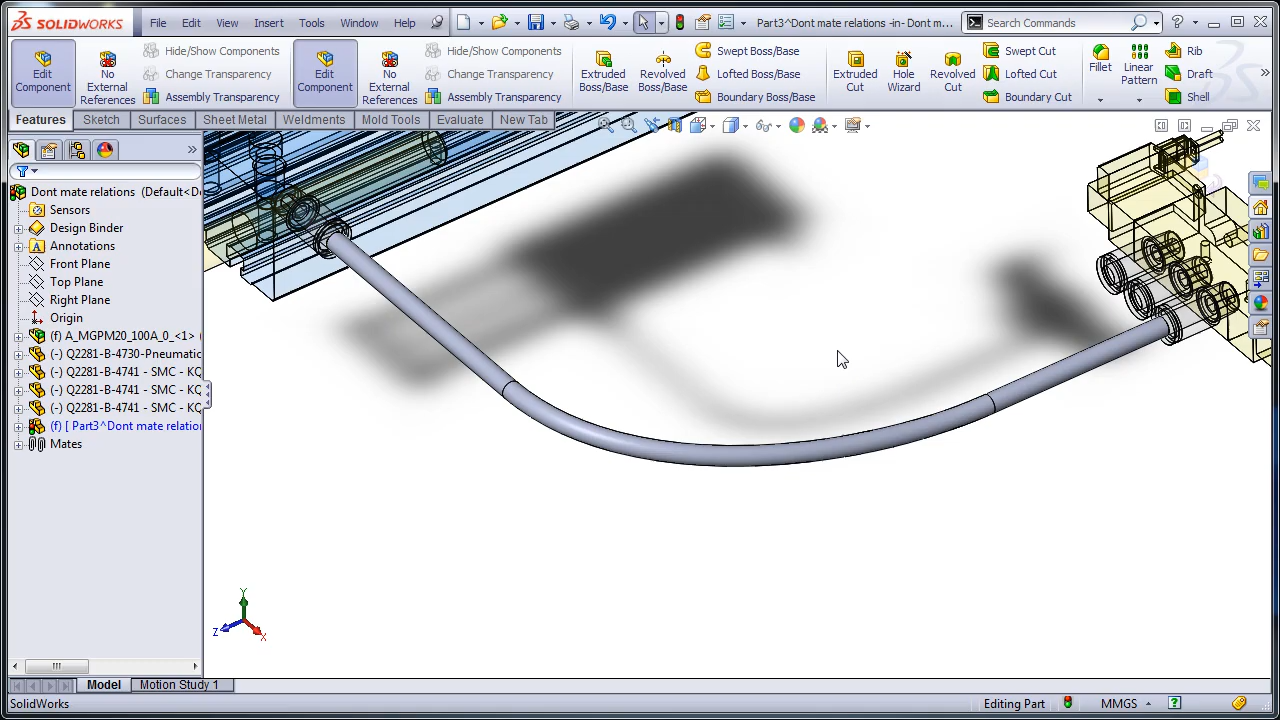 SOLIDWORKS File Edit View Insert Tools Window Help Part3^Dont mate relations -in- Dont m... Search Commands
Edit Component
No External References
Hide/Show Components
Change Transparency
Assembly Transparency
Edit Component
No External References
Hide/Show Components
Change Transparency
Assembly Transparency
Extruded Boss/Base
Revolved Boss/Base
Swept Boss/Base
Lofted Boss/Base
Boundary Boss/Base
Extruded Cut
Hole Wizard
Revolved Cut
Swept Cut
Lofted Cut
Boundary Cut
Fillet
Linear Pattern
Rib
Draft
Shell
Features Sketch Surfaces Sheet Metal Weldments Mold Tools Evaluate New Tab
Dont mate relations (Default<De
Sensors
Design Binder
Annotations
Front Plane
Top Plane
Right Plane
Origin
(f) A_MGPM20_100A_0_<1> (
(-) Q2281-B-4730-Pneumatic
(-) Q2281-B-4741 - SMC - KQ
(-) Q2281-B-4741 - SMC - KQ
(-) Q2281-B-4741 - SMC - KQ
(f) [ Part3^Dont mate relation
Mates
Y
Z
X
Model Motion Study 1
SolidWorks Editing Part MMGS